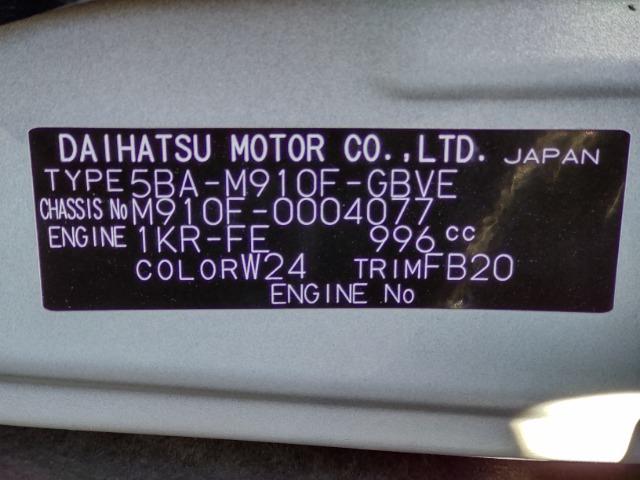 DAIHATSU MOTOR CO.,LTD. JAPAN
TYPE 5BA-M910F-GBVE
CHASSIS No M910F-0004077
ENGINE 1KR-FE 996 cc
COLOR W24 TRIM FB20
ENGINE No